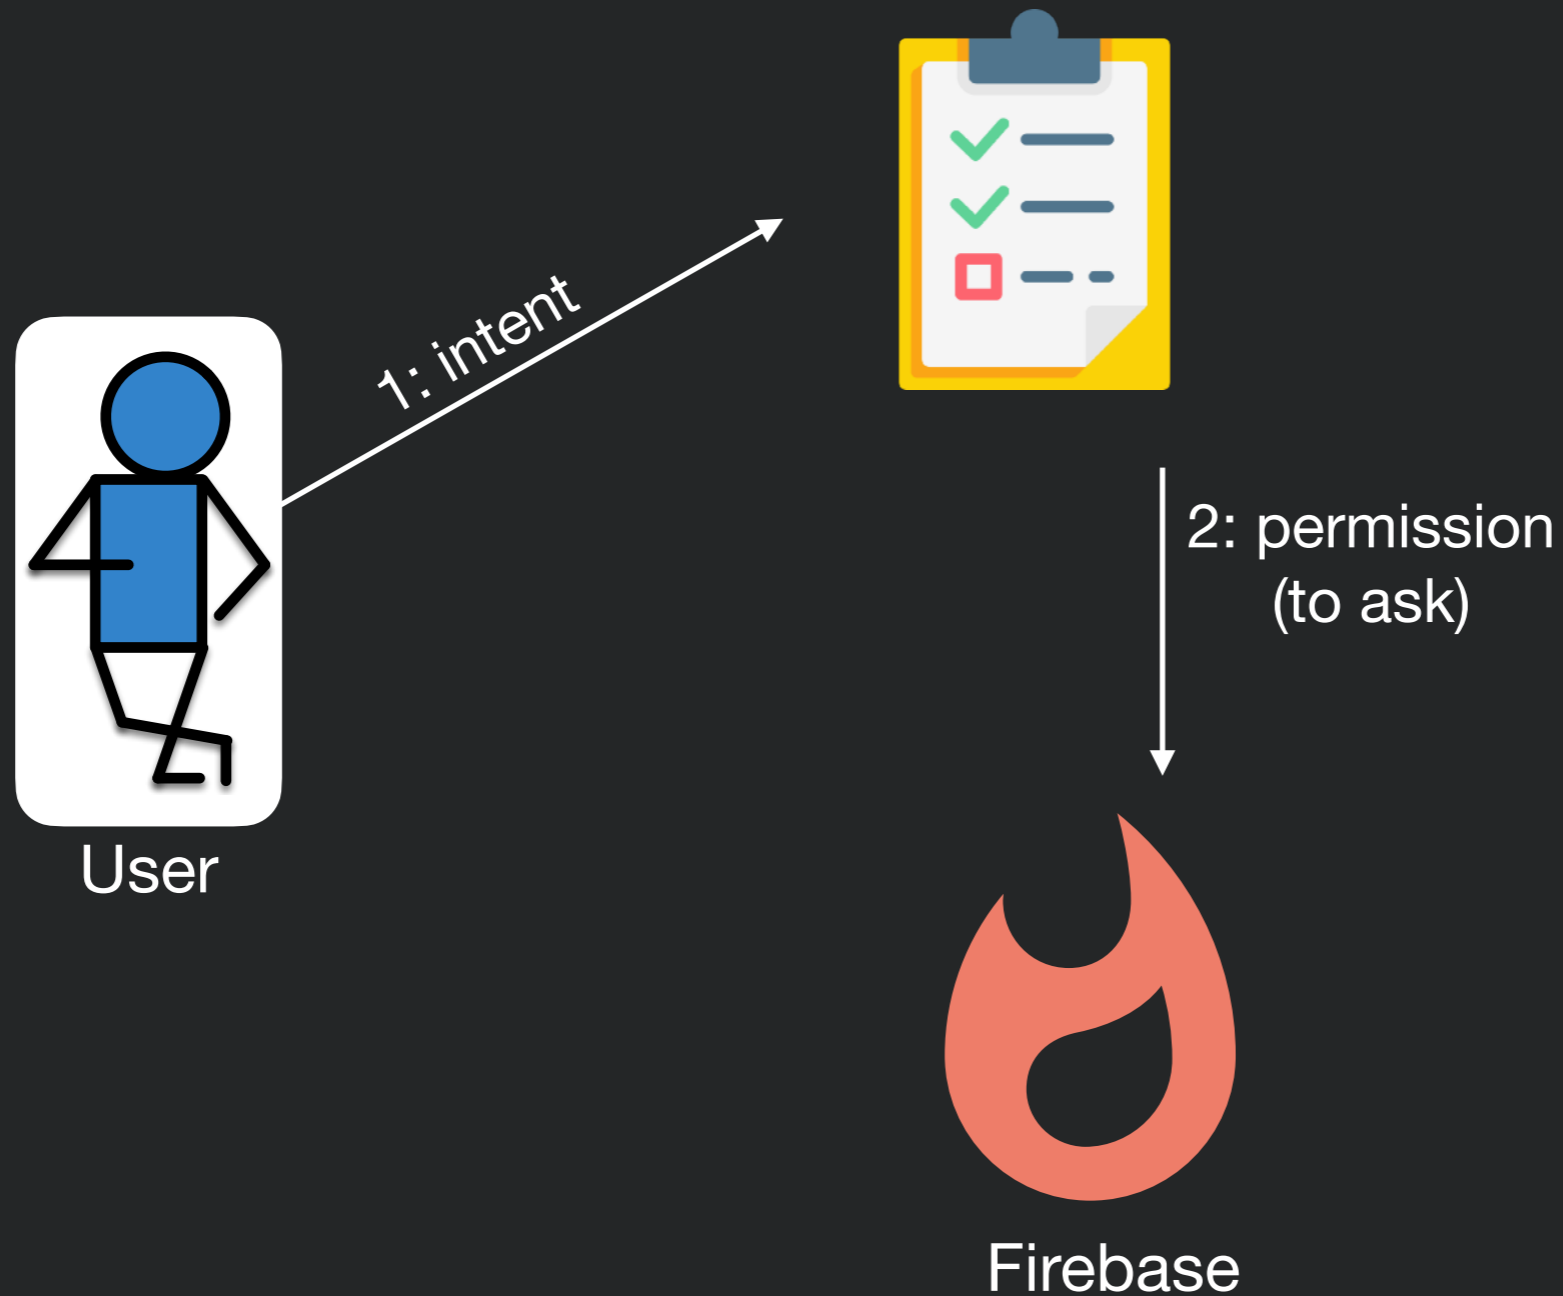 1: intent
2: permission
(to ask)
User
Firebase